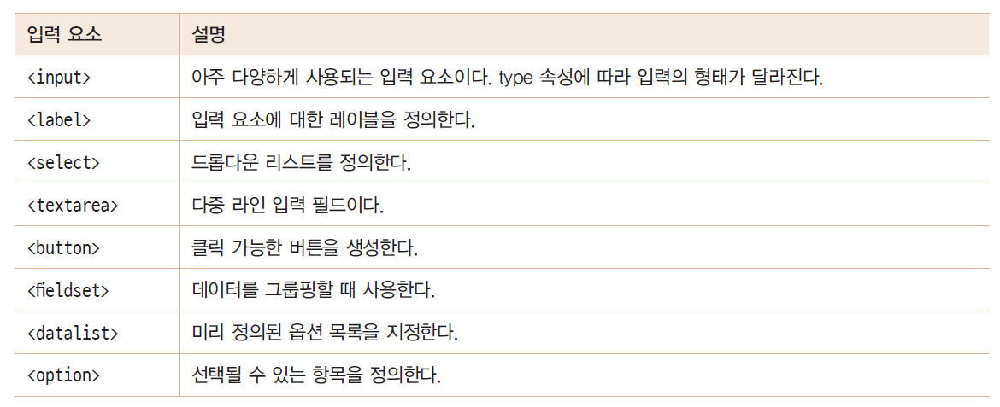 입력 요소 설명
<input> 아주 다양하게 사용되는 입력 요소이다. type 속성에 따라 입력의 형태가 달라진다.
<label> 입력 요소에 대한 레이블을 정의한다.
<select> 드롭다운 리스트를 정의한다.
<textarea> 다중 라인 입력 필드이다.
<button> 클릭 가능한 버튼을 생성한다.
<fieldset> 데이터를 그룹핑할 때 사용한다.
<datalist> 미리 정의된 옵션 목록을 지정한다.
<option> 선택될 수 있는 항목을 정의한다.